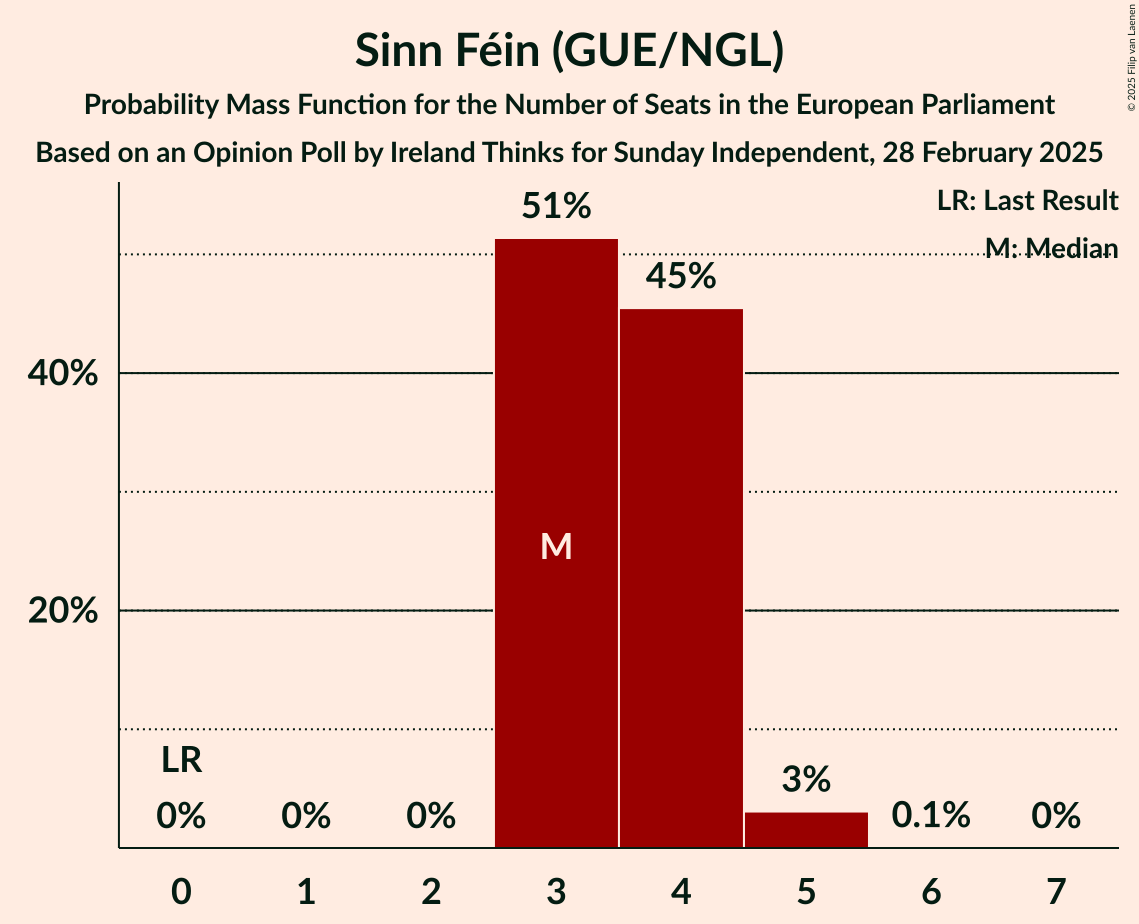 Sinn Féin (GUE/NGL)
Probability Mass Function for the Number of Seats in the European Parliament
Based on an Opinion Poll by Ireland Thinks for Sunday Independent, 28 February 2025
© 2025 Filip van Laenen
LR: Last Result
M: Median
51%
45%
40%
M
20%
LR
3%
0% 0% 0% 0.1% 0%
0 1 2 3 4 5 6 7